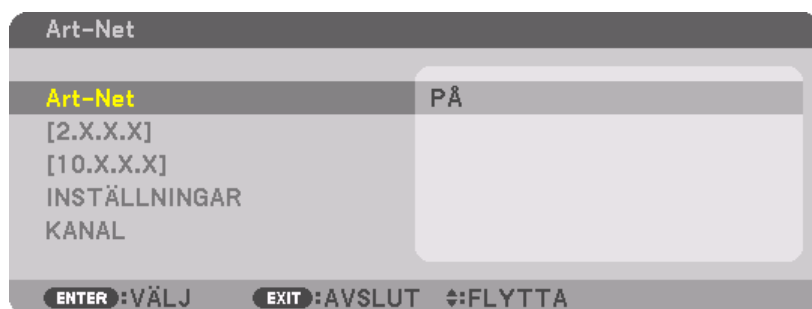 Art-Net
Art-Net PÅ
[2.X.X.X]
[10.X.X.X]
INSTÄLLNINGAR
KANAL
ENTER:VÄLJ EXIT:AVSLUT ♦:FLYTTA